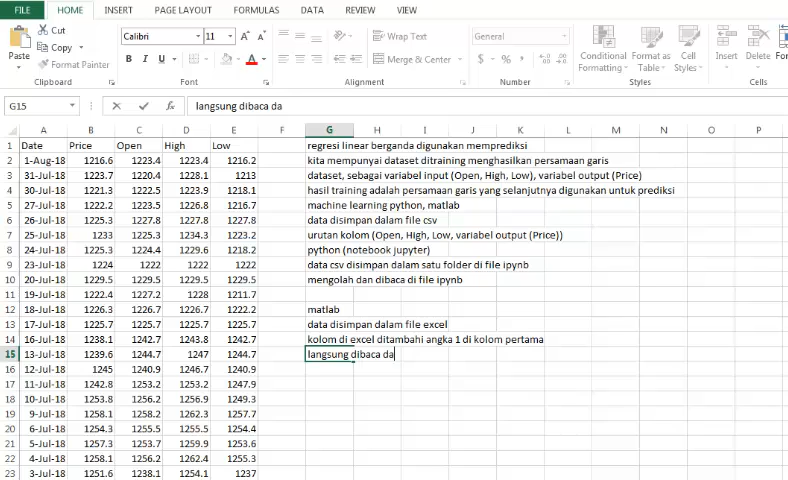 FILE HOME INSERT PAGE LAYOUT FORMULAS DATA REVIEW VIEW
Cut
Copy
Format Painter
Paste
Calibri 11
Wrap Text
Merge & Center
General
Conditional Formatting
Format as Table
Cell Styles
Insert
Delete
Clipboard Font Alignment Number Styles Cells
G15 langsung dibaca da
A B C D E F G H I J K L M N O P
1 Date Price Open High Low regresi linear berganda digunakan memprediksi
2 1-Aug-18 1216.6 1223.4 1223.4 1216.2 kita mempunyai dataset ditraining menghasilkan persamaan garis
3 31-Jul-18 1223.7 1220.4 1228.1 1213 dataset, sebagai variabel input (Open, High, Low), variabel output (Price)
4 30-Jul-18 1221.3 1222.5 1223.9 1218.1 hasil training adalah persamaan garis yang selanjutnya digunakan untuk prediksi
5 27-Jul-18 1222.2 1223.5 1226.8 1216.7 machine learning python, matlab
6 26-Jul-18 1225.3 1227.8 1227.8 1227.8 data disimpan dalam file csv
7 25-Jul-18 1233 1225.3 1234.3 1223.2 urutan kolom (Open, High, Low, variabel output (Price))
8 24-Jul-18 1225.3 1224.4 1229.6 1218.2 python (notebook jupyter)
9 23-Jul-18 1224 1222 1222 1222 data csv disimpan dalam satu folder di file ipynb
10 20-Jul-18 1229.5 1229.5 1229.5 1229.5 mengolah dan dibaca di file ipynb
11 19-Jul-18 1222.4 1227.2 1228 1211.7
12 18-Jul-18 1226.3 1226.7 1226.7 1222.2 matlab
13 17-Jul-18 1225.7 1225.7 1225.7 1225.7 data disimpan dalam file excel
14 16-Jul-18 1238.1 1242.7 1243.8 1242.7 kolom di excel ditambahi angka 1 di kolom pertama
15 13-Jul-18 1239.6 1244.7 1247 1244.7 langsung dibaca da
16 12-Jul-18 1245 1240.9 1246.7 1240.9
17 11-Jul-18 1242.8 1253.2 1253.2 1247.9
18 10-Jul-18 1253.8 1256.2 1256.9 1249.3
19 9-Jul-18 1258.1 1258.2 1262.3 1257.7
20 6-Jul-18 1254.3 1255.5 1255.5 1254.4
21 5-Jul-18 1257.3 1253.7 1259.9 1253.6
22 4-Jul-18 1258.1 1256.2 1262.4 1255.3
23 3-Jul-18 1251.6 1238.1 1254.1 1237